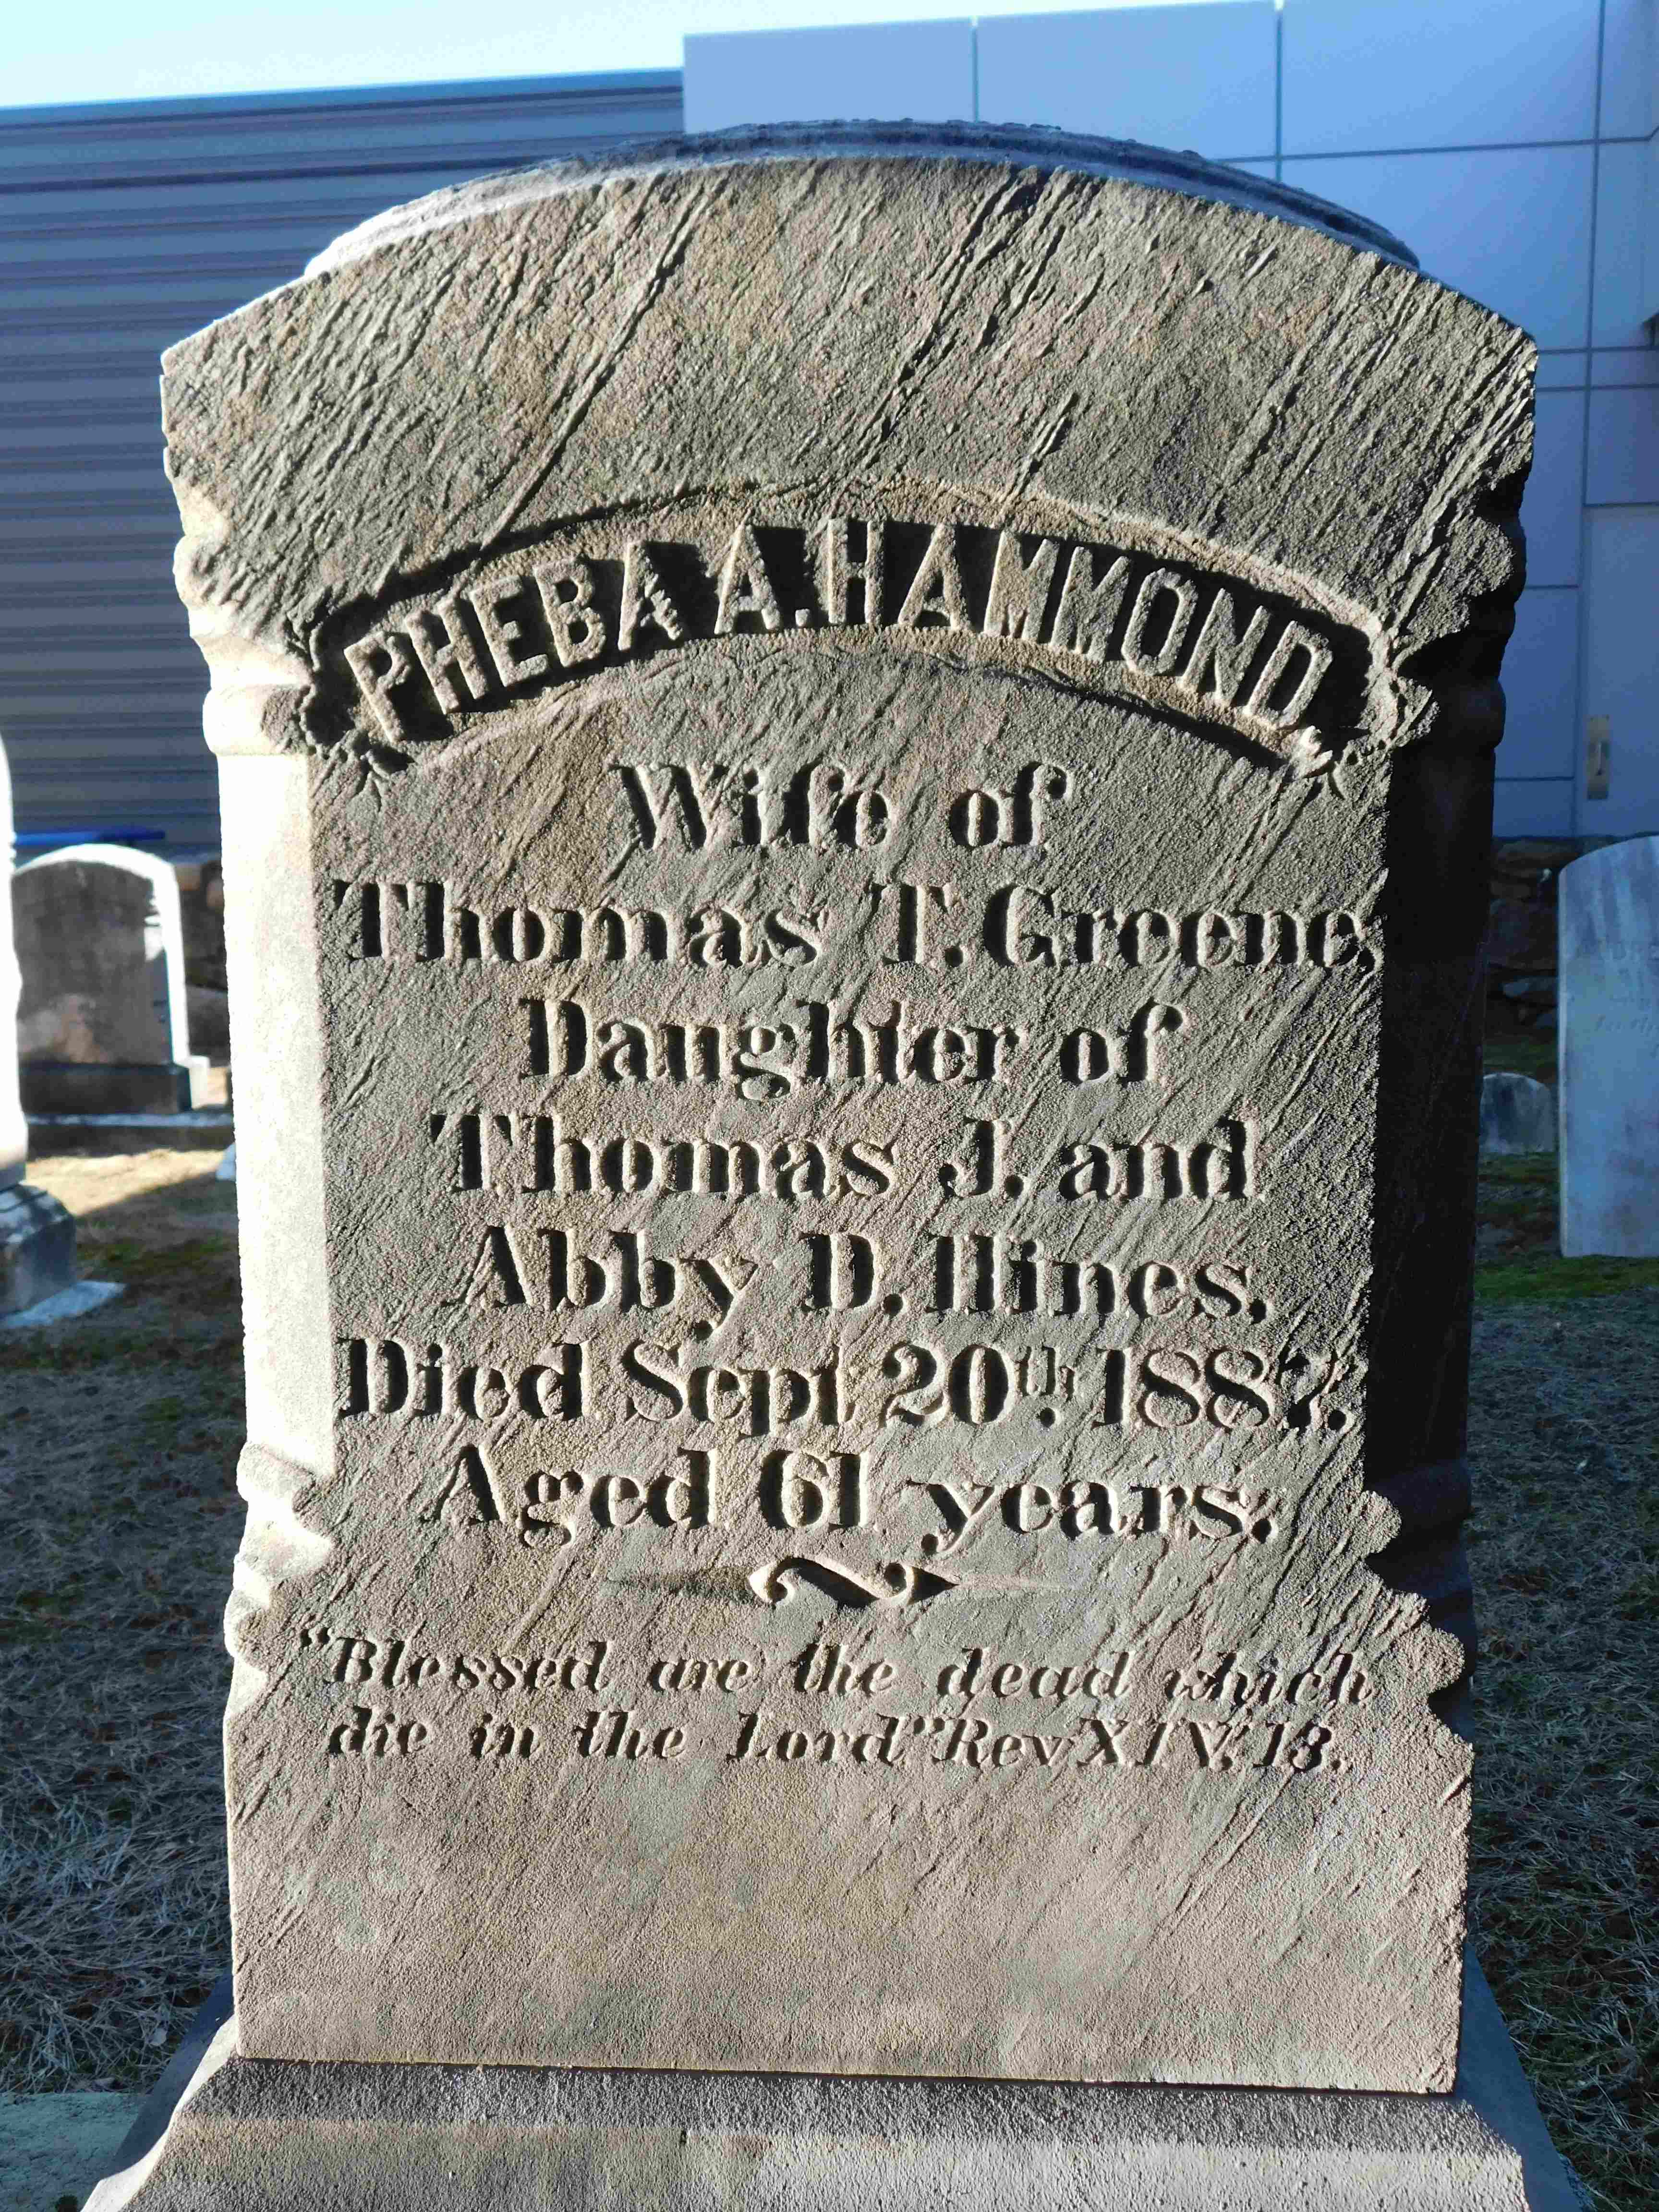 PHEBA A. HAMMOND,
Wife of
Thomas T. Greene,
Daughter of
Thomas J. and
Abby D. Hines,
Died Sept 20th. 1887.
Aged 61 years.
"Blessed are the dead which
die in the Lord" Rev XIV. 13.